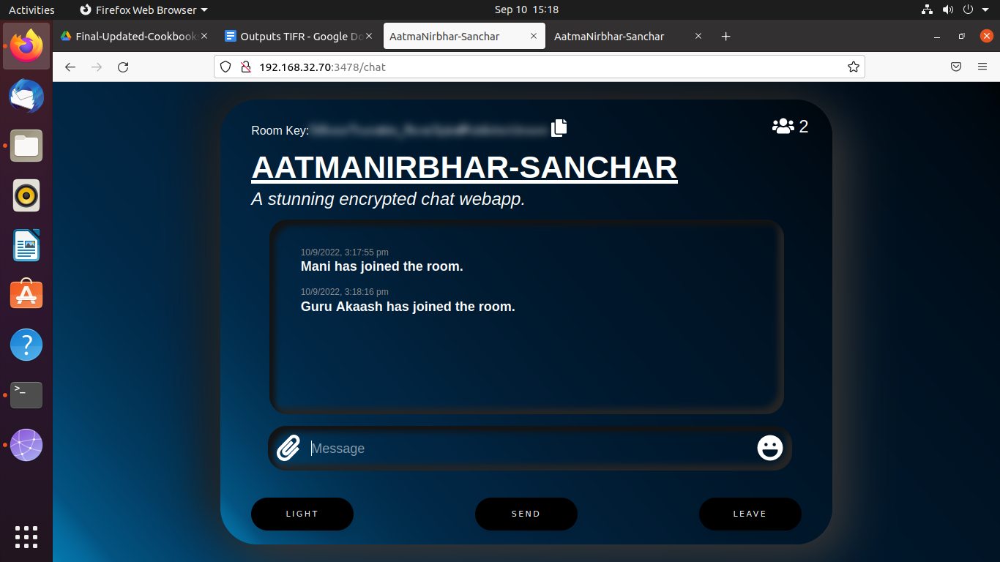 Activities
Firefox Web Browser
Sep 10 15:18
Final-Updated-Cookbook
Outputs TIFR - Google Do
AatmaNirbhar-Sanchar
AatmaNirbhar-Sanchar
192.168.32.70:3478/chat
Room Key:
2
AATMANIRBHAR-SANCHAR
A stunning encrypted chat webapp.
10/9/2022, 3:17:55 pm
Mani has joined the room.
10/9/2022, 3:18:16 pm
Guru Akaash has joined the room.
Message
LIGHT
SEND
LEAVE